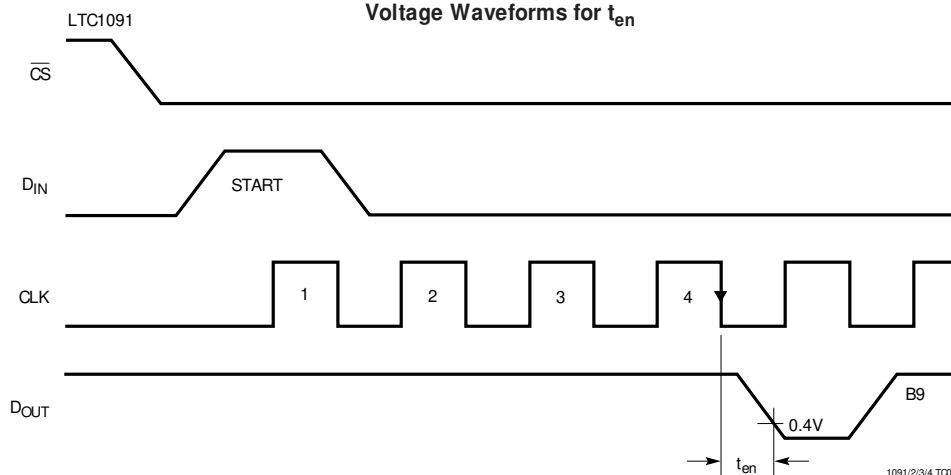 Voltage Waveforms for ten
LTC1091
CS
DIN
START
CLK
1
2
3
4
DOUT
B9
0.4V
ten
1091/2/3/4